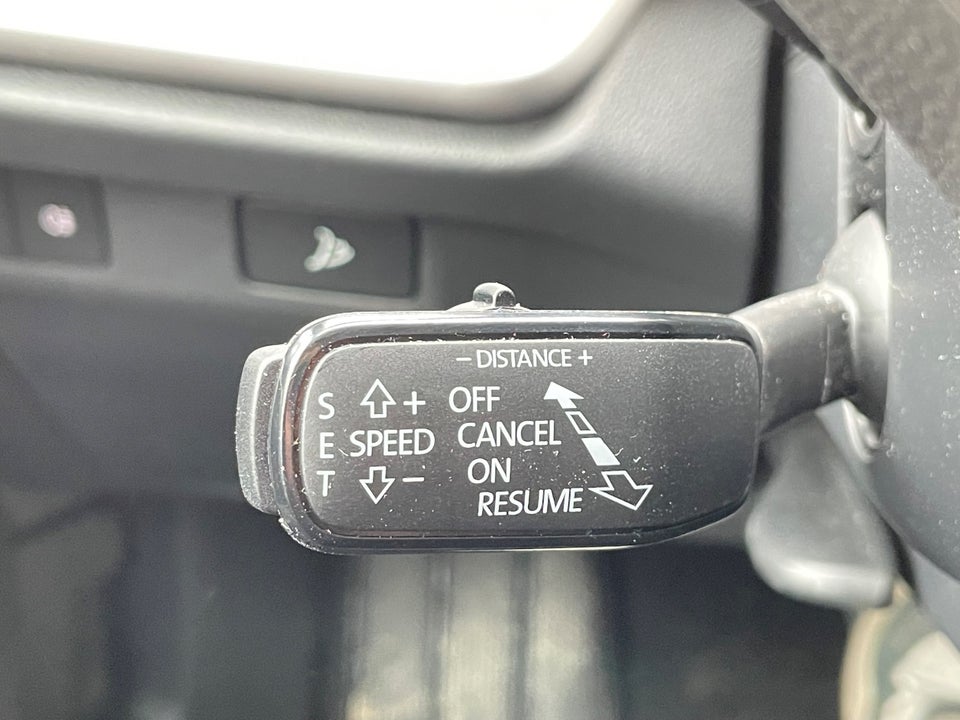 - DISTANCE +
S + OFF
E SPEED CANCEL
T - ON
RESUME